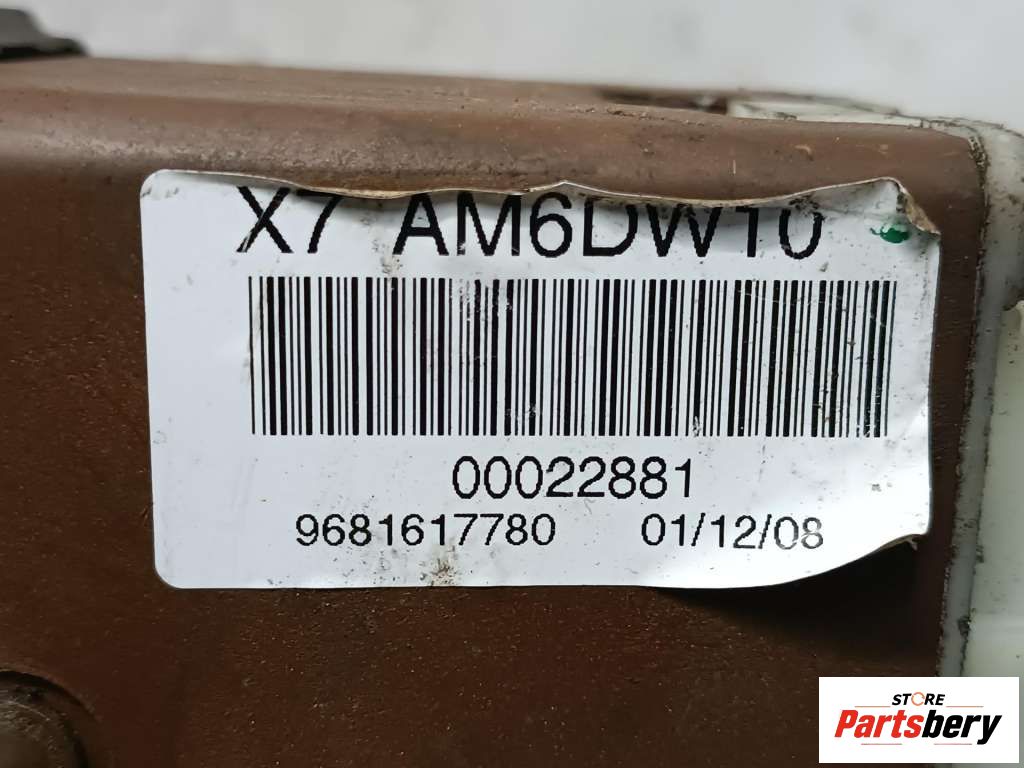 X7 AM6DW10
00022881
9681617780 01/12/08
STORE
Partsbery